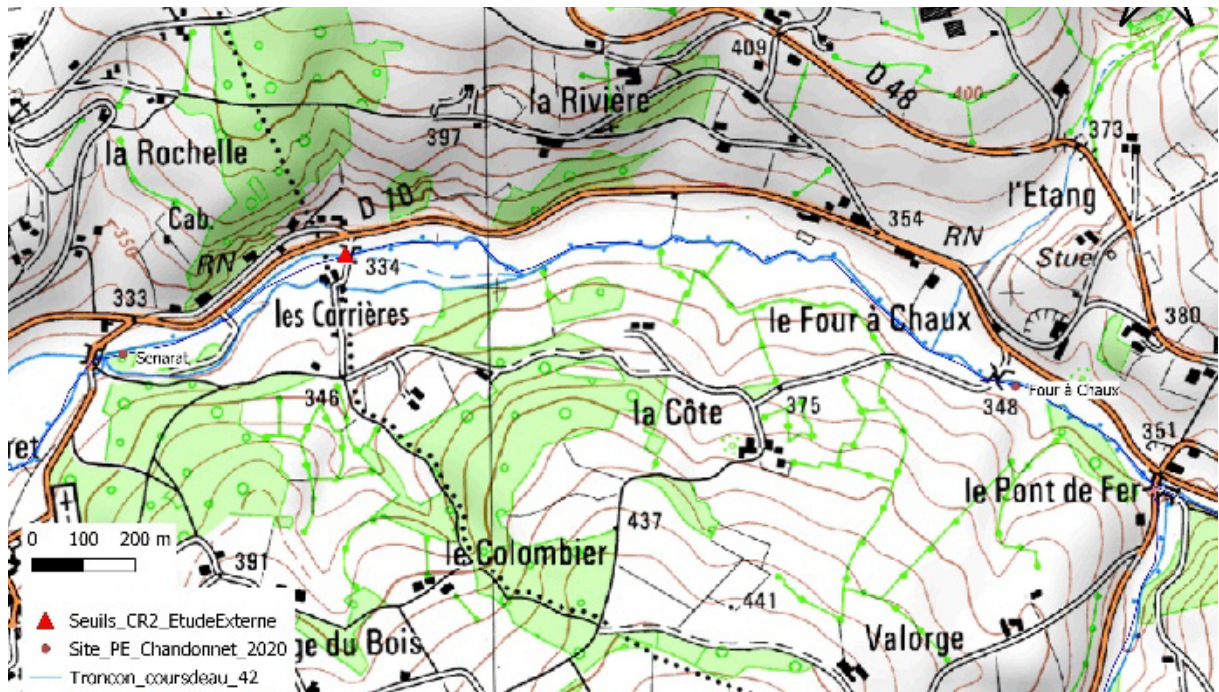 409
la Rivière
D 48
400
373
397
la Rochelle
D 10
l'Etang
Cab.
350
354
RN
RN
Stue
334
333
les Carrières
le Four à Chaux
380
Senarat
346
la Côte
375
348
Four à Chaux
351
ret
le Pont de Fer
437
0 100 200 m
391
le Colombier
441
Seuils_CR2_EtudeExterne
Site_PE_Chandonnet_2020
ge du Bois
Valorge
Troncon_coursdeau_42